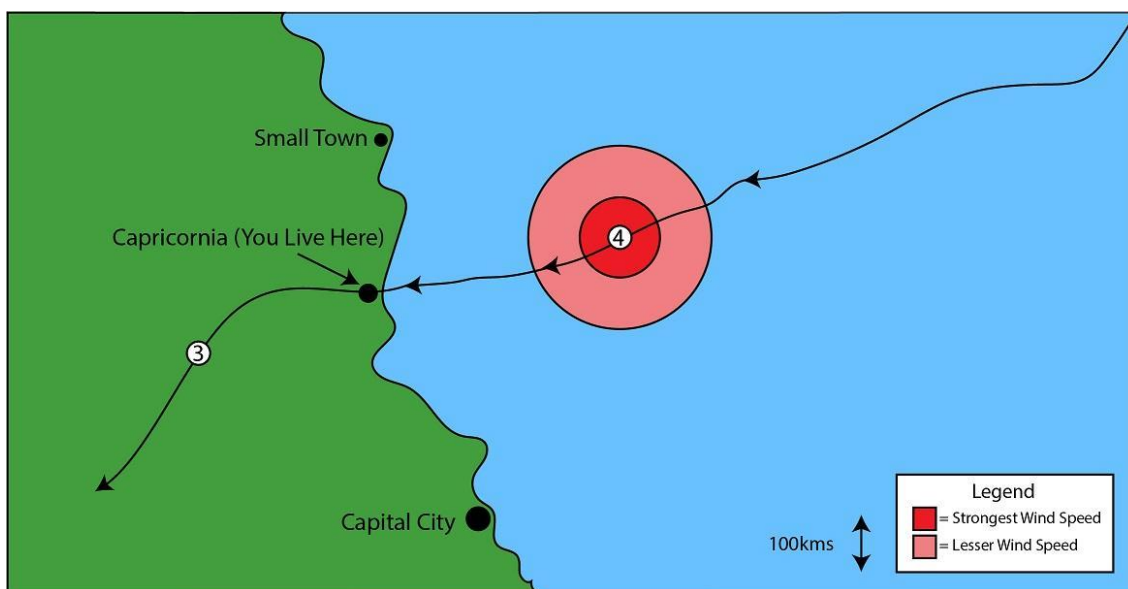 Small Town
Capricornia (You Live Here)
4
3
Capital City
100kms
Legend
= Strongest Wind Speed
= Lesser Wind Speed